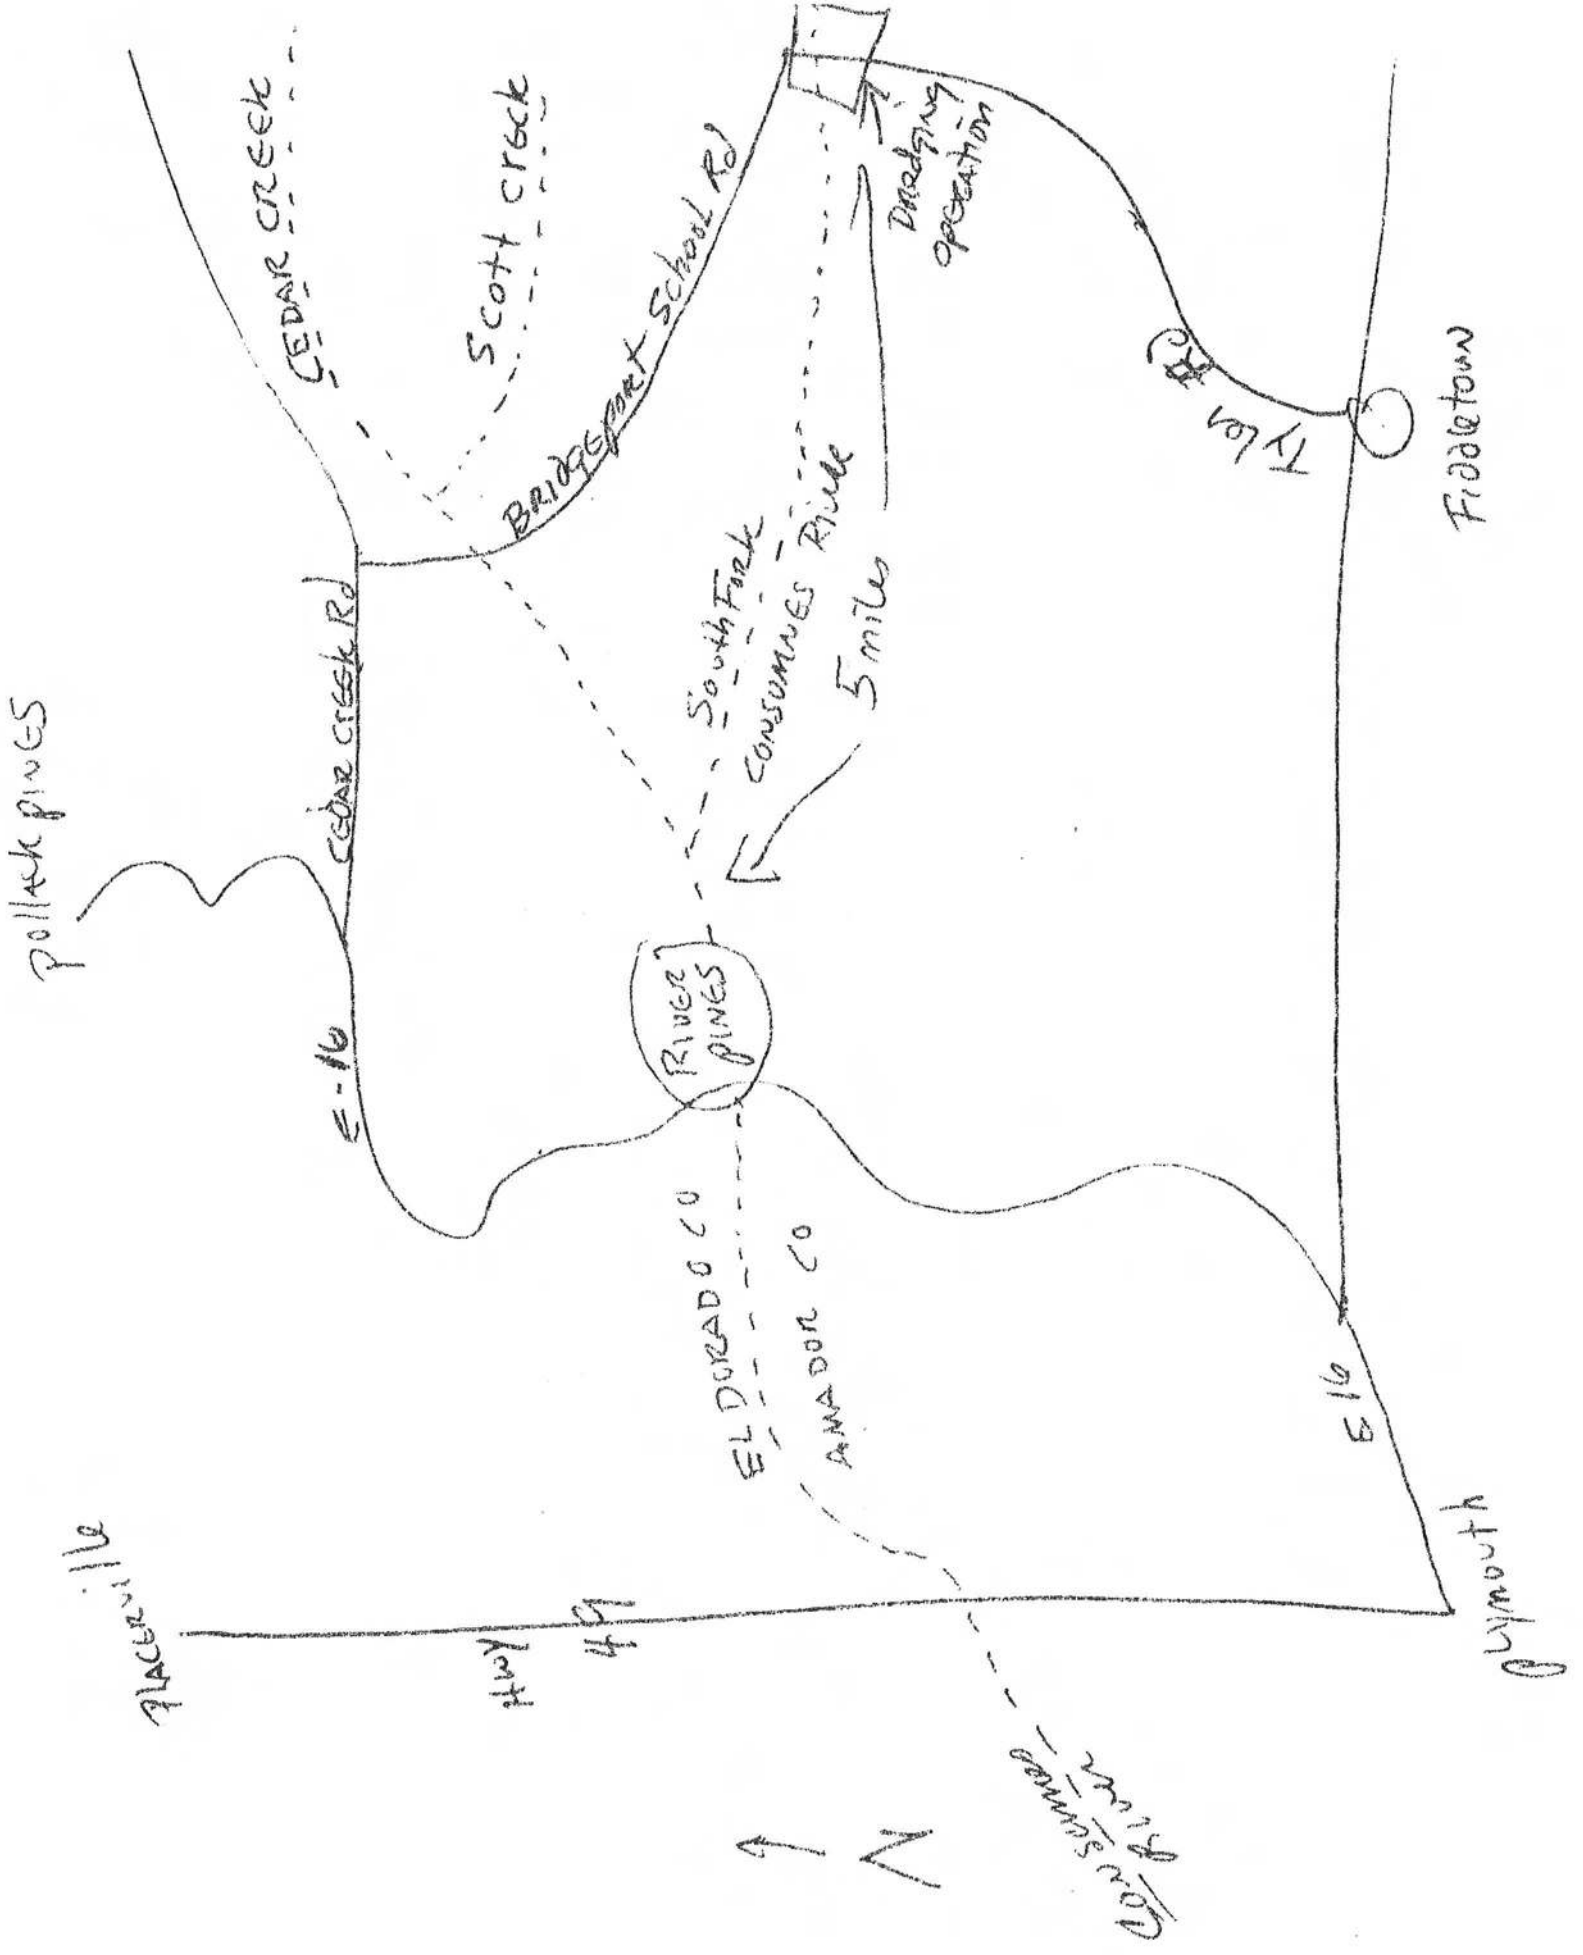 Pollack PINES
PLACERVILLE
HWY
49
E-16
CEDAR CREEK Rd
CEDAR CREEK
Scott creek
BRIDGEPORT School Rd
South Fork
CONSUMNES River
5 miles
Dredging
OPERATION
RIVER
PINES
EL DORADO CO
AMADOR CO
CONSUMNES
River
N
Tyler Rd
Fiddletown
E 16
Plymouth